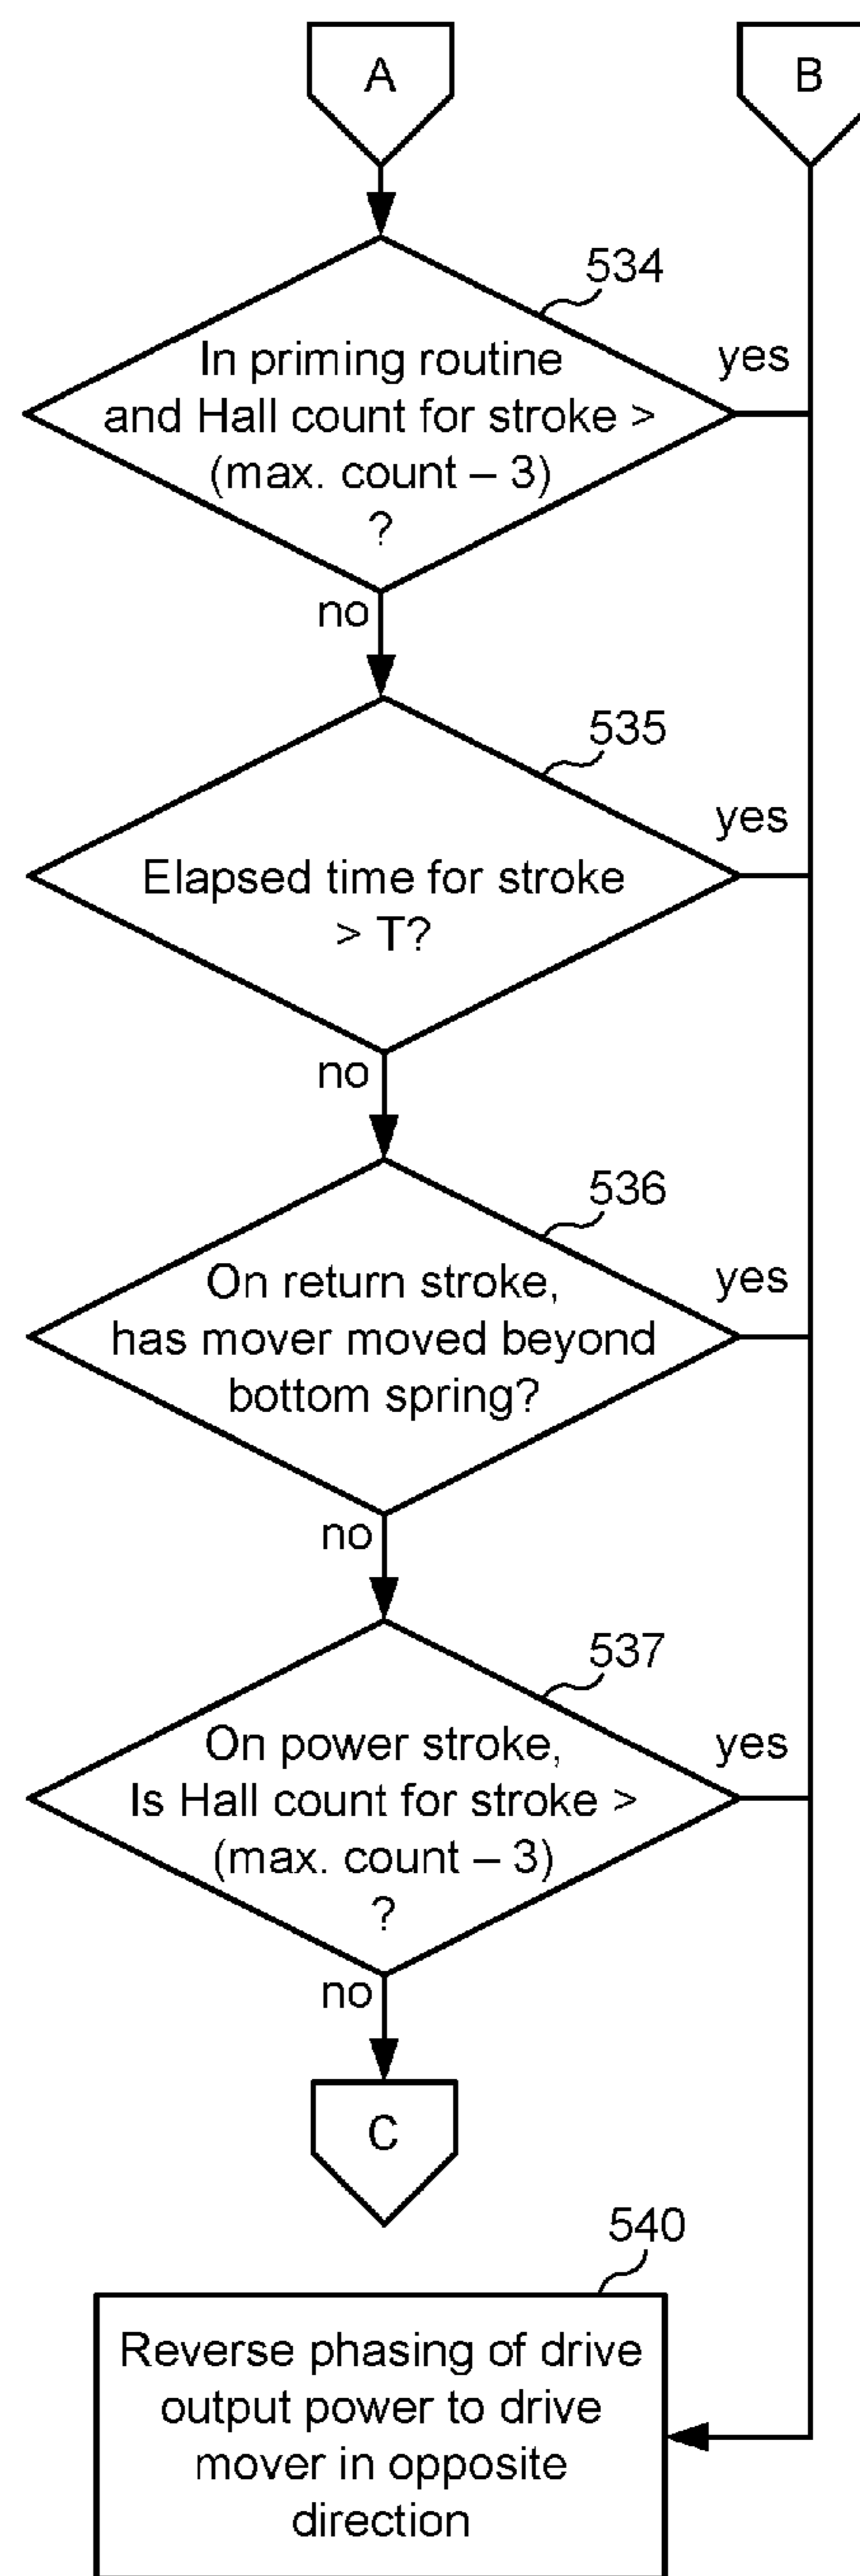 A
B
534
In priming routine
and Hall count for stroke >
(max. count – 3)
?
yes
no
535
Elapsed time for stroke
> T?
yes
no
536
On return stroke,
has mover moved beyond
bottom spring?
yes
no
537
On power stroke,
Is Hall count for stroke >
(max. count – 3)
?
yes
no
C
540
Reverse phasing of drive
output power to drive
mover in opposite
direction